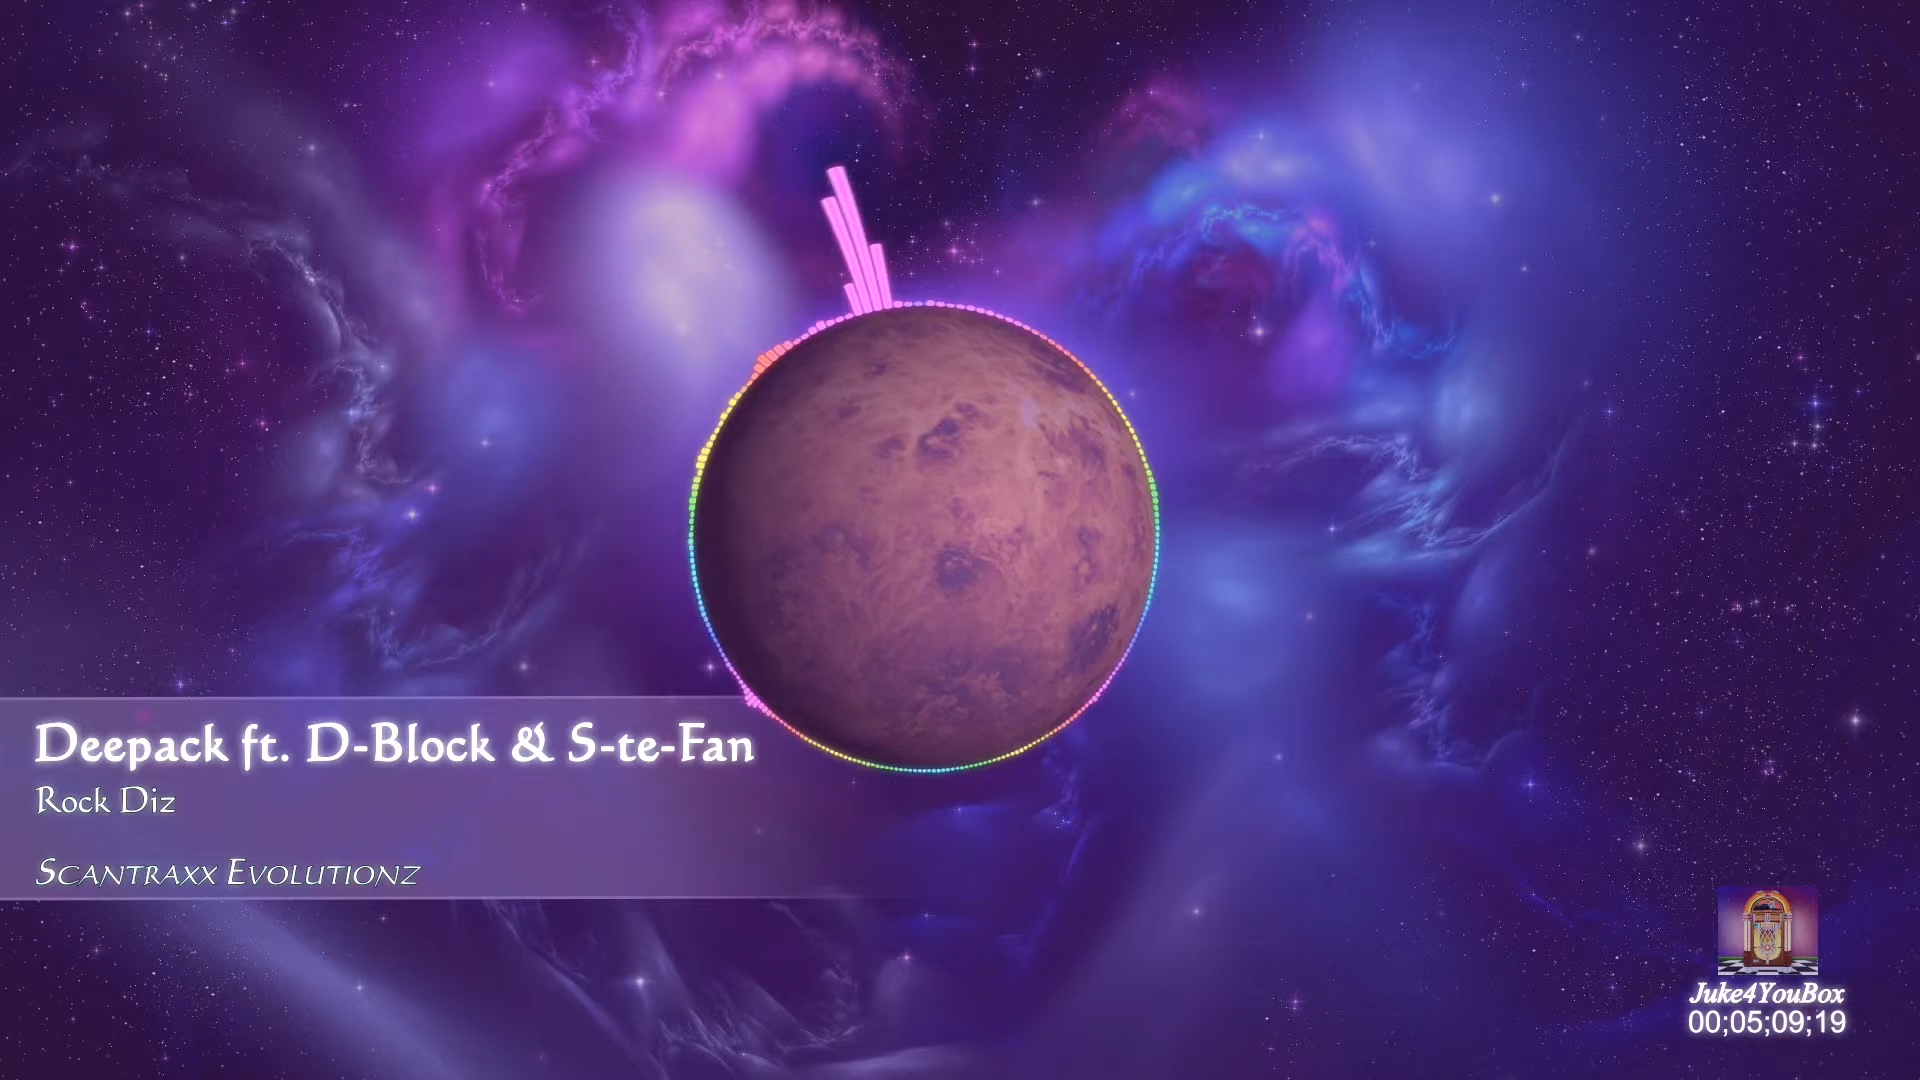 Deepack ft. D-Block & S-te-Fan
Rock Diz
Scantraxx Evolutionz
Juke4YouBox
00;05;09;19